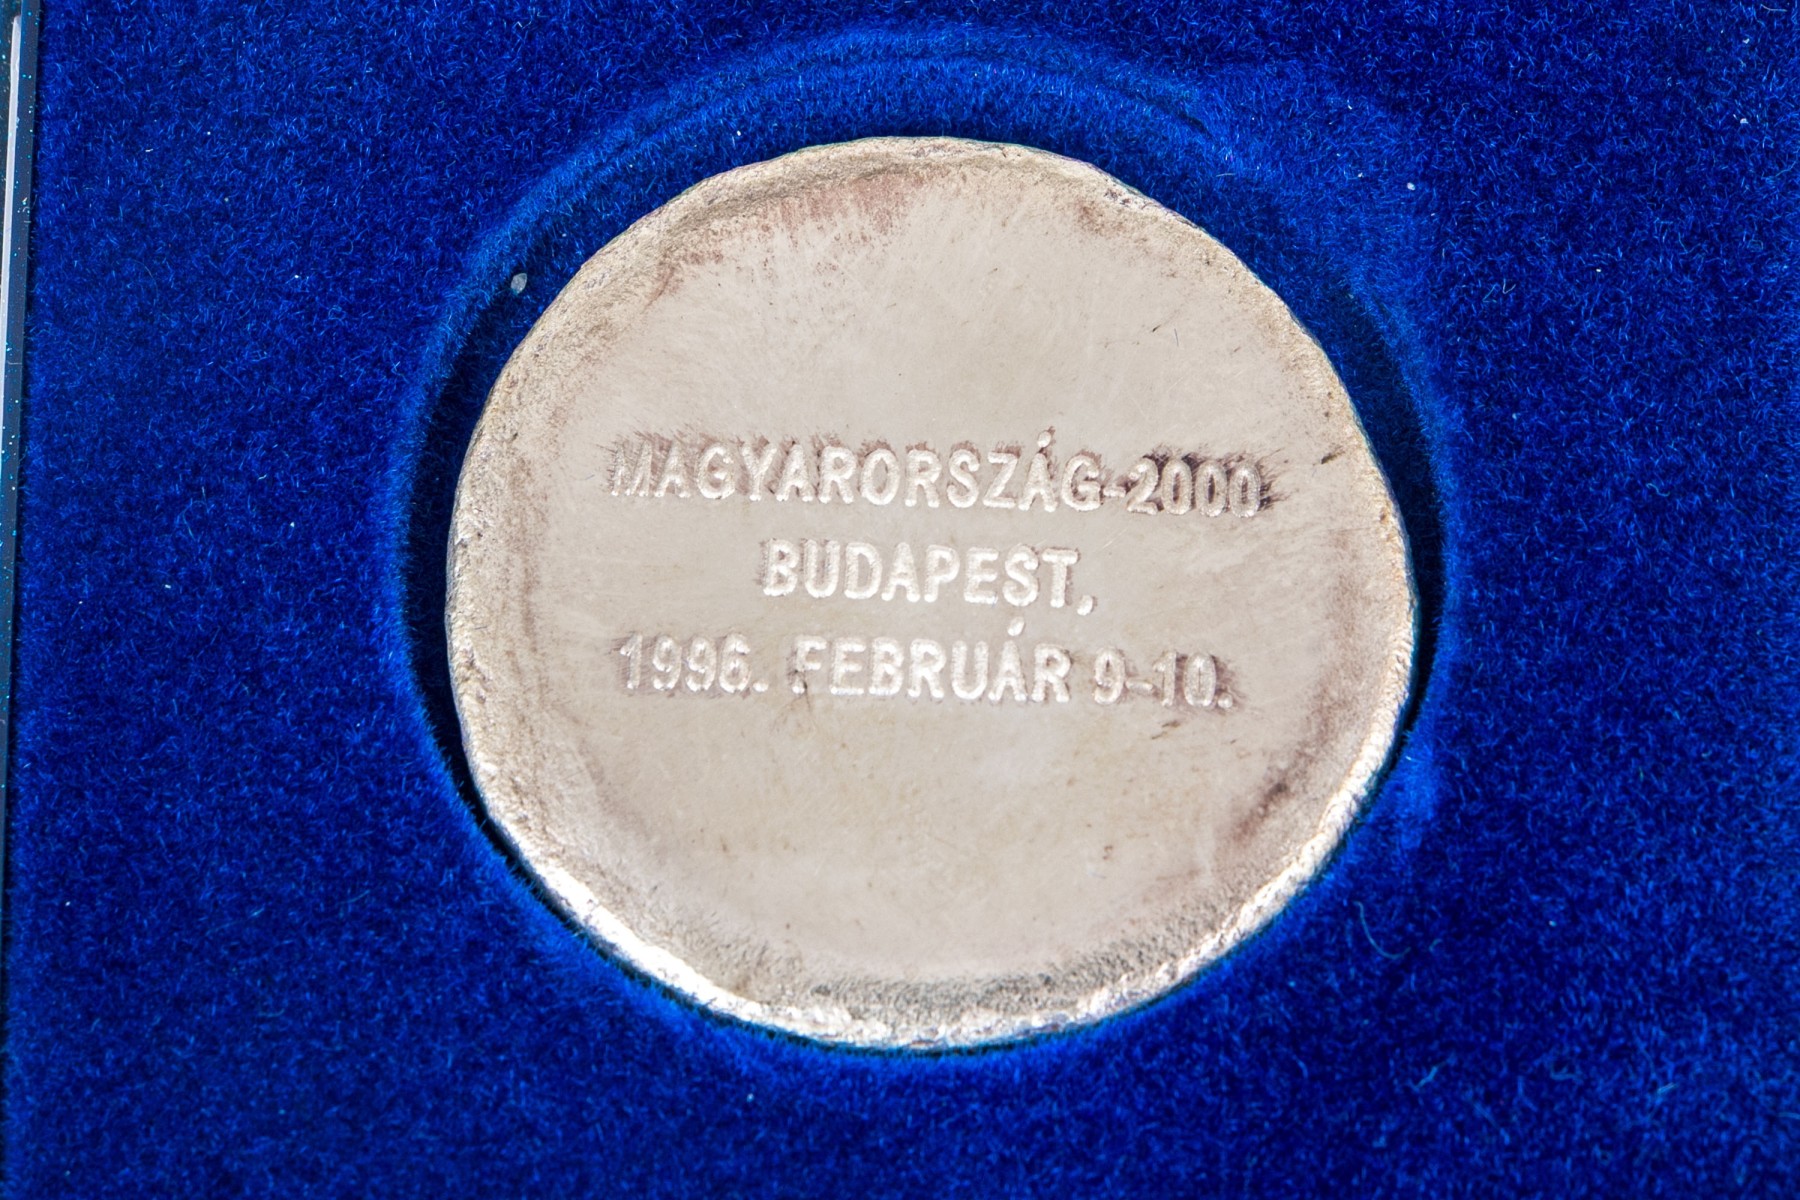 MAGYARORSZÁG-2000
BUDAPEST,
1996. FEBRUÁR 9-10.